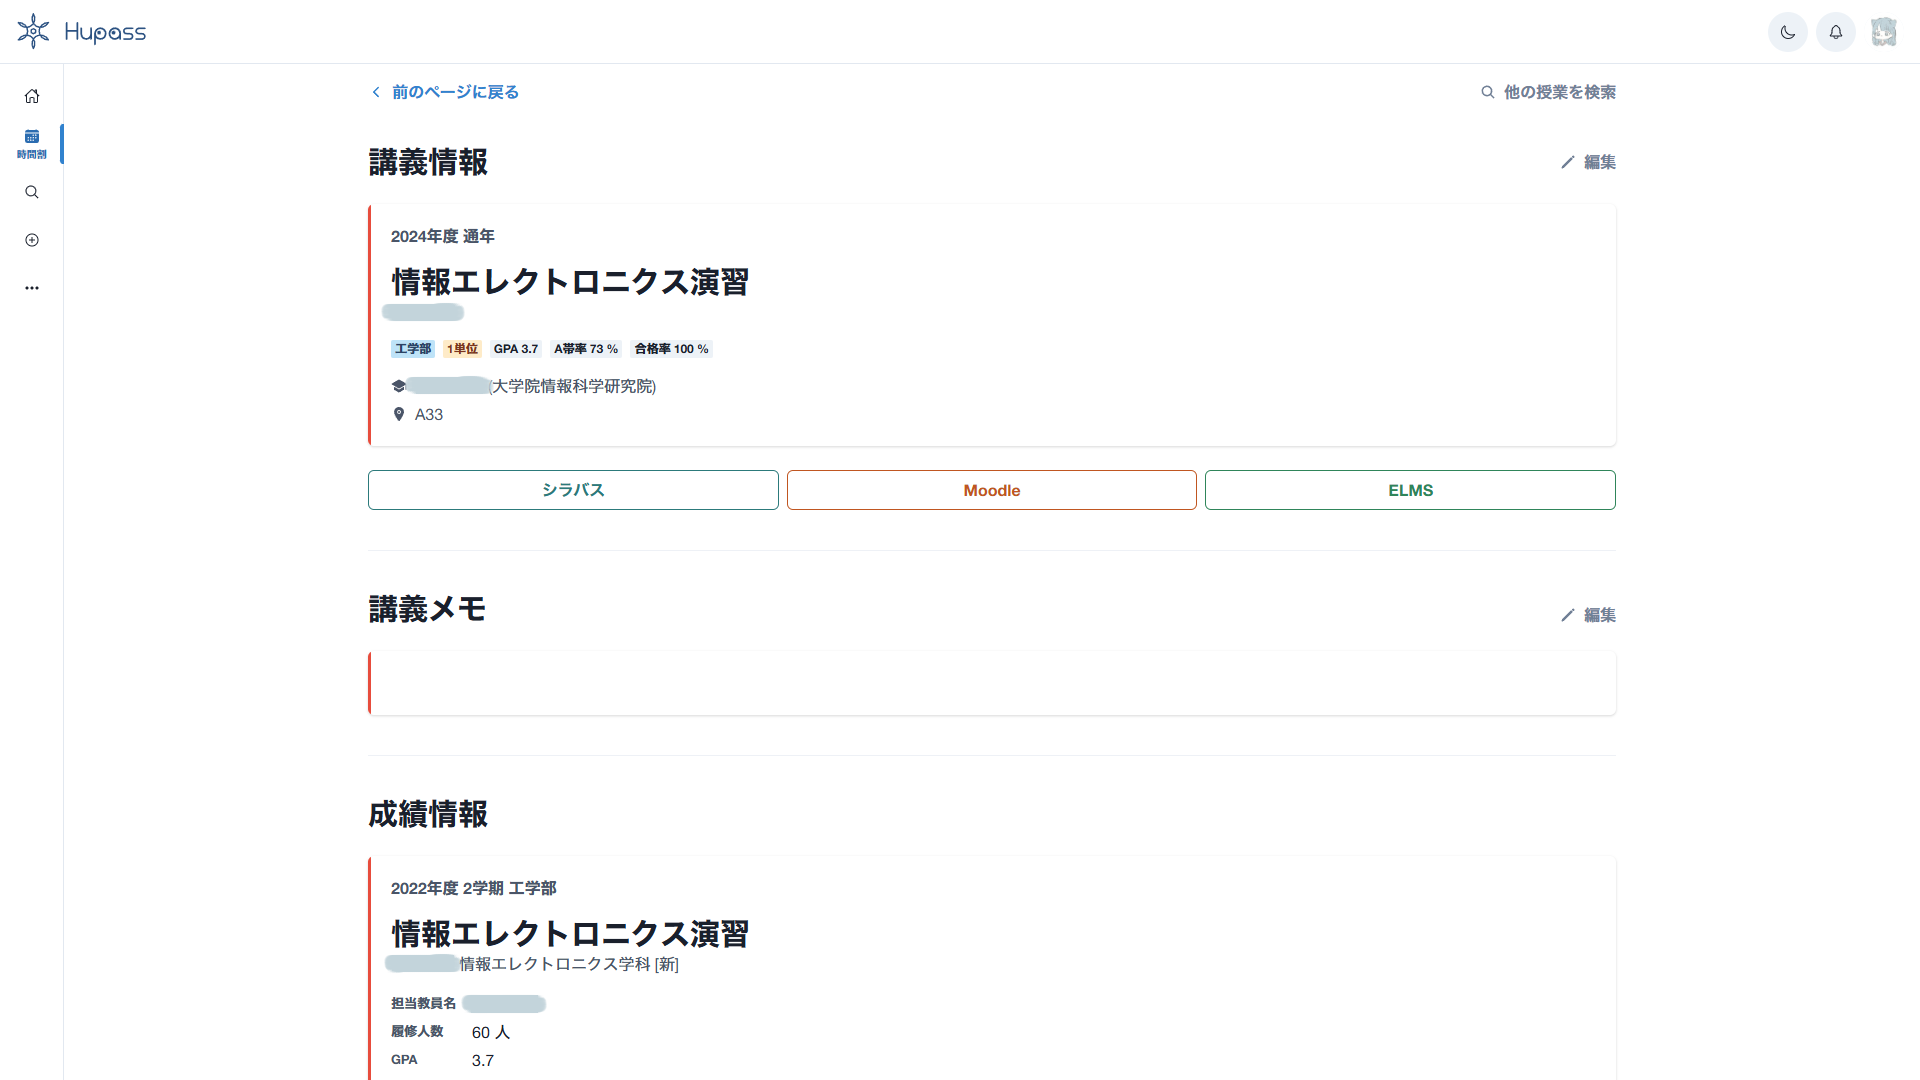 Hupass
前のページに戻る
他の授業を検索
時間割
講義情報
編集
2024年度 通年
情報エレクトロニクス演習
工学部 1単位 GPA 3.7 A帯率 73 % 合格率 100 %
(大学院情報科学研究院)
A33
シラバス
Moodle
ELMS
講義メモ
編集
成績情報
2022年度 2学期 工学部
情報エレクトロニクス演習
情報エレクトロニクス学科 [新]
担当教員名
履修人数 60 人
GPA 3.7